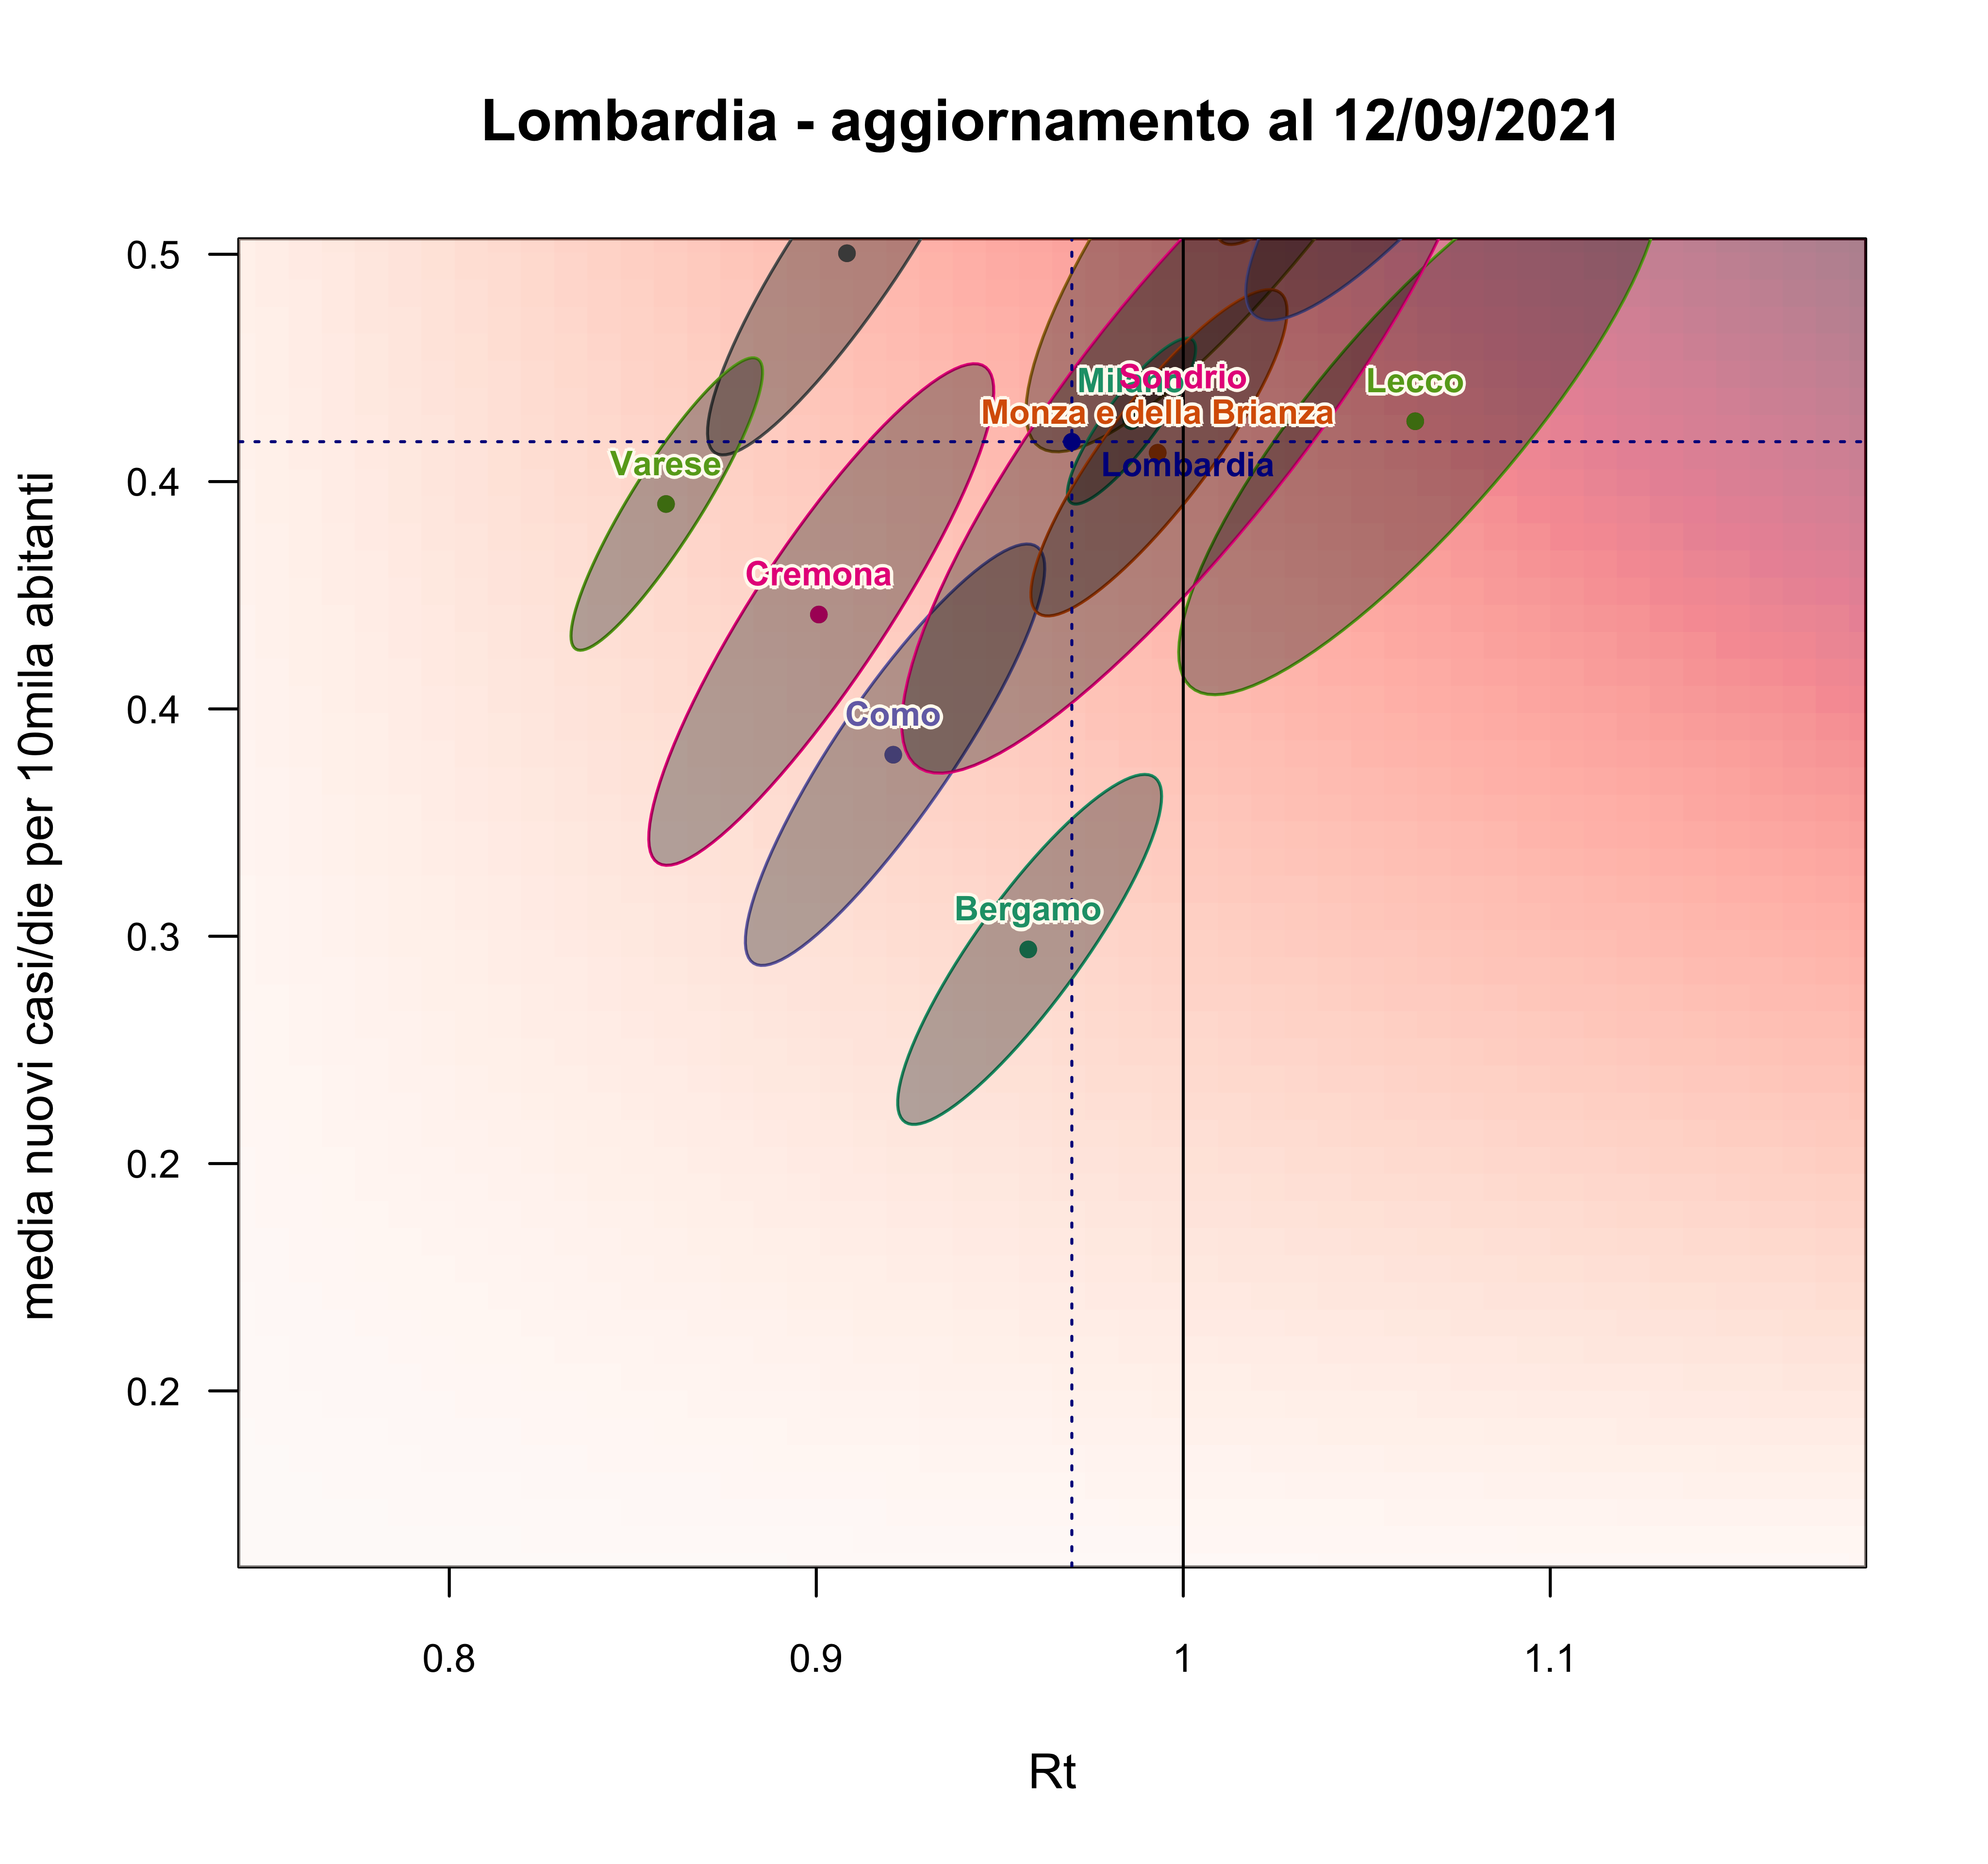 Lombardia - aggiornamento al 12/09/2021
media nuovi casi/die per 10mila abitanti
0.5
0.4
0.4
0.3
0.2
0.2
Milano
Sondrio
Lecco
Monza e della Brianza
Varese
Lombardia
Cremona
Como
Bergamo
0.8
0.9
1
1.1
Rt